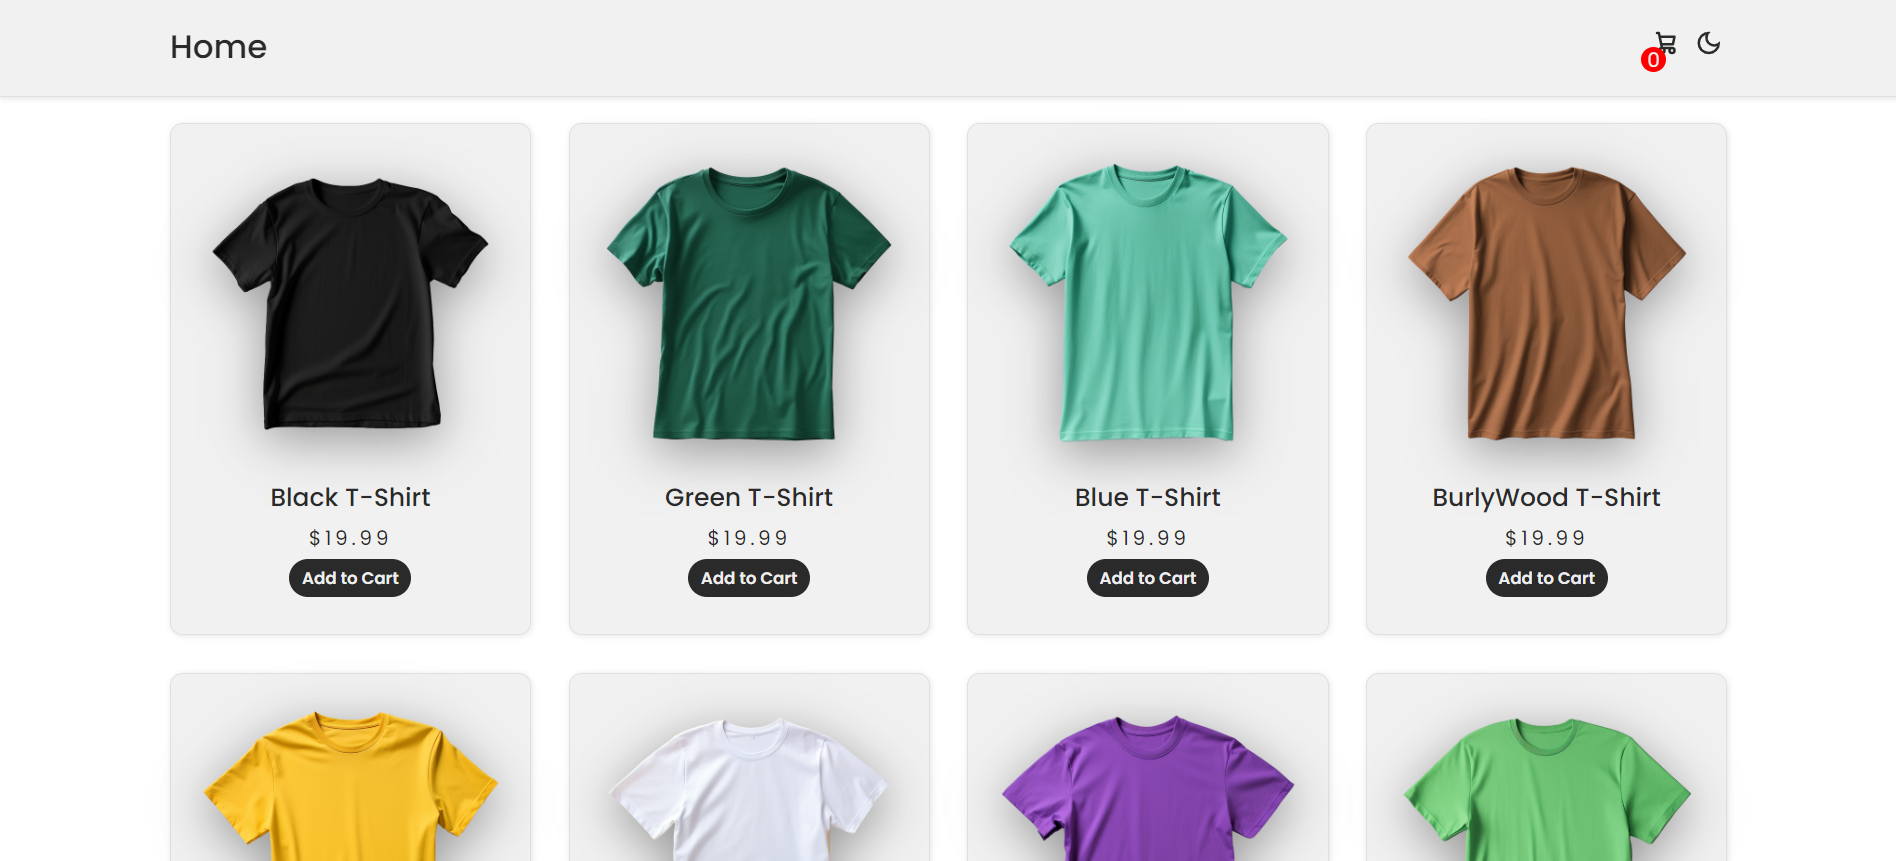 Home
0
Black T-Shirt
$19.99
Add to Cart
Green T-Shirt
$19.99
Add to Cart
Blue T-Shirt
$19.99
Add to Cart
BurlyWood T-Shirt
$19.99
Add to Cart